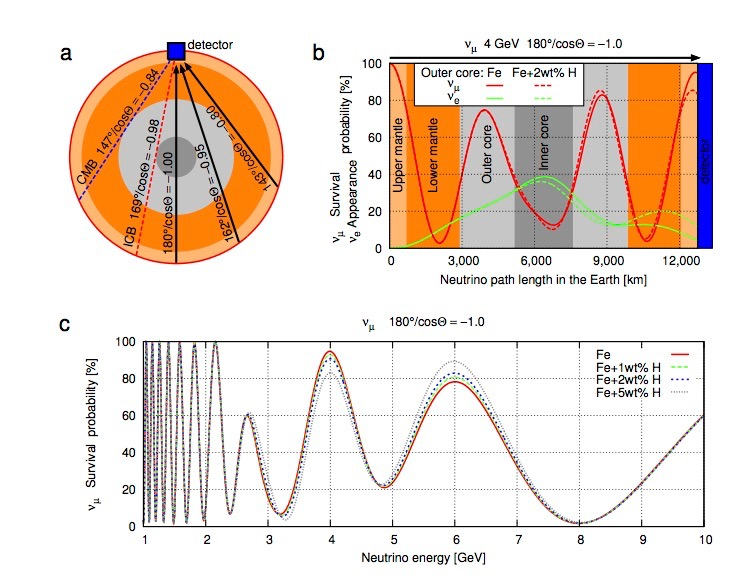 a
detector
CMB 147°/cosΘ=−0.84
ICB 169°/cosΘ=−0.98
180°/cosΘ=−1.00
162°/cosΘ=−0.95
143°/cosΘ=−0.80
b
νμ 4 GeV 180°/cosΘ=−1.0
Outer core: Fe Fe+2wt% H
νμ
νe
Survival probability [%]
νμ νe Appearance
100
80
60
40
20
0
Upper mantle
Lower mantle
Outer core
Inner core
detector
0 3,000 6,000 9,000 12,000
Neutrino path length in the Earth [km]
c
νμ 180°/cosΘ=−1.0
Fe
Fe+1wt% H
Fe+2wt% H
Fe+5wt% H
νμ Survival probability [%]
100
80
60
40
20
0
1 2 3 4 5 6 7 8 9 10
Neutrino energy [GeV]